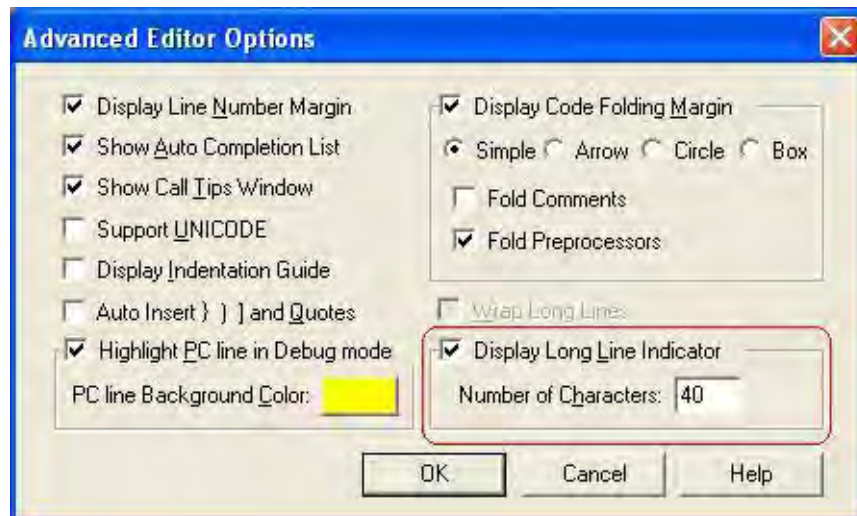 Advanced Editor Options
Display Line Number Margin
Show Auto Completion List
Show Call Tips Window
Support UNICODE
Display Indentation Guide
Auto Insert } ) ] and Quotes
Highlight PC line in Debug mode
PC line Background Color:
Display Code Folding Margin
Simple Arrow Circle Box
Fold Comments
Fold Preprocessors
Wrap Long Lines
Display Long Line Indicator
Number of Characters: 40
OK Cancel Help